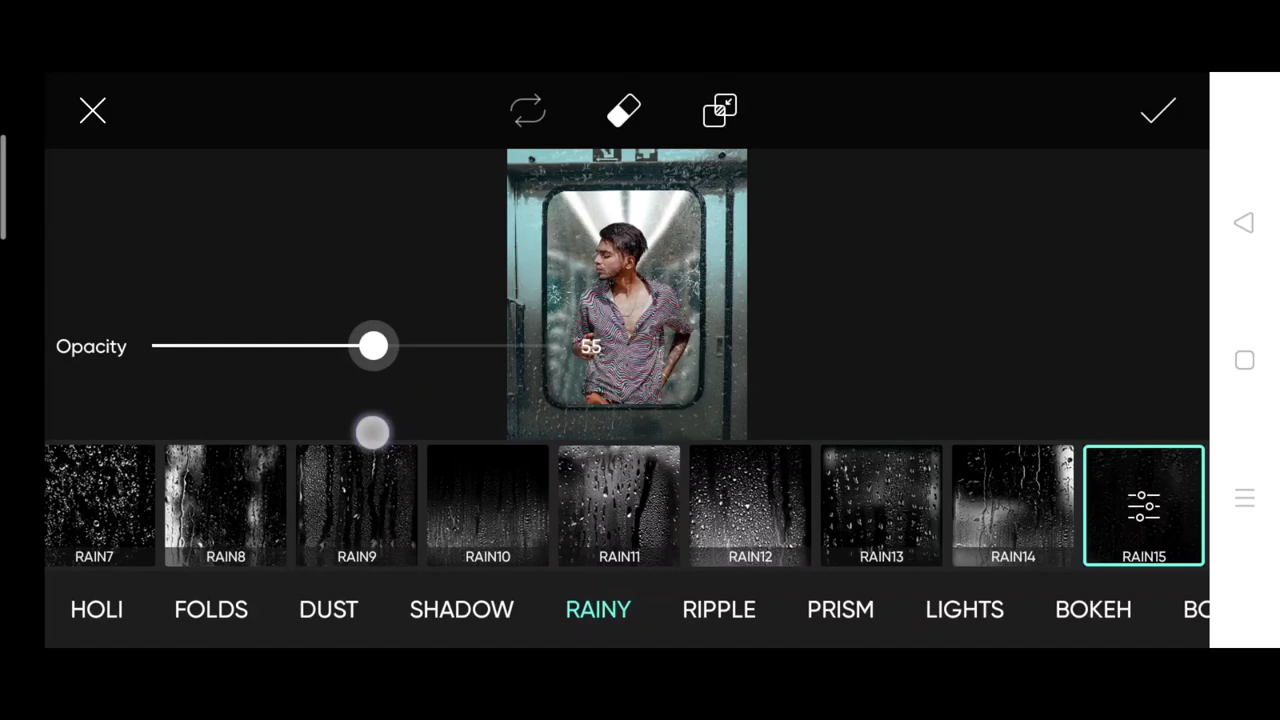 Opacity
55
RAIN7
RAIN8
RAIN9
RAIN10
RAIN11
RAIN12
RAIN13
RAIN14
RAIN15
HOLI
FOLDS
DUST
SHADOW
RAINY
RIPPLE
PRISM
LIGHTS
BOKEH
BO